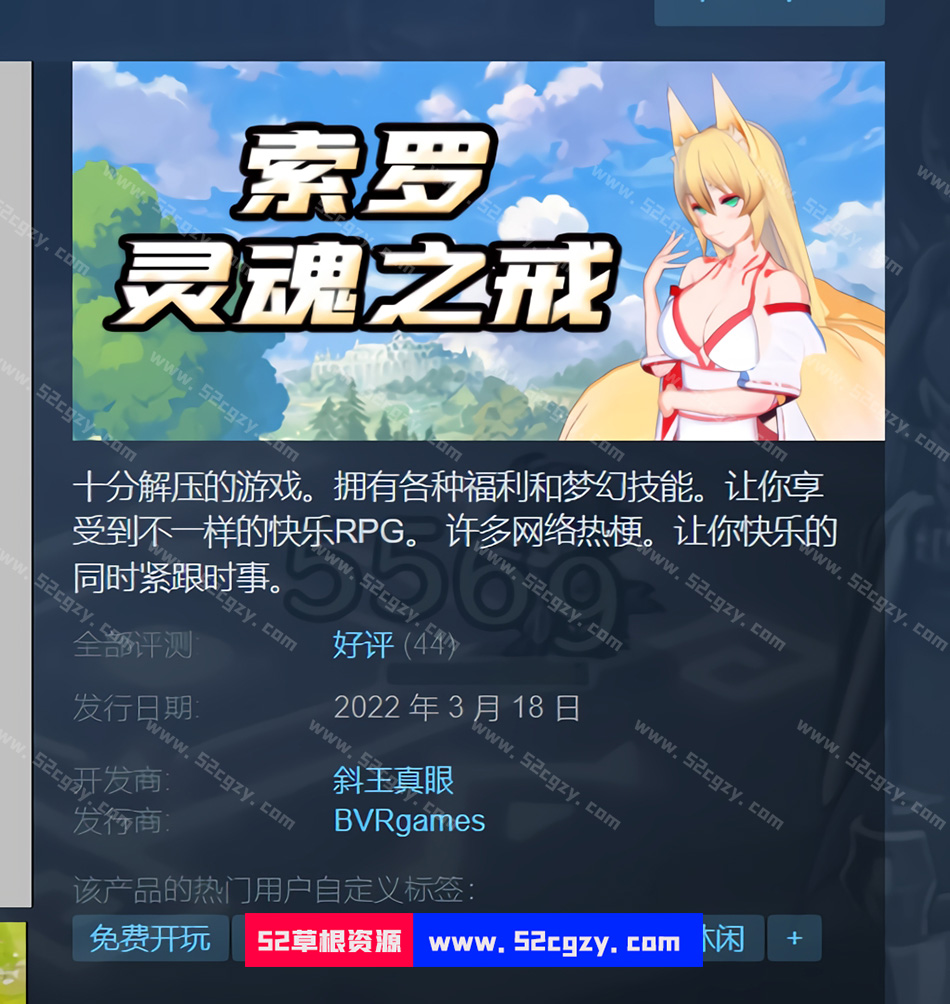 索罗
灵魂之戒
十分解压的游戏。拥有各种福利和梦幻技能。让你享
受到不一样的快乐RPG。 许多网络热梗。让你快乐的
同时紧跟时事。
5569
全部评测: 好评 (44)
发行日期: 2022 年 3 月 18 日
开发商: 斜王真眼
发行商: BVRgames
该产品的热门用户自定义标签:
免费开玩 休闲 +
52草根资源 www.52cgzy.com
www.52cgzy.com